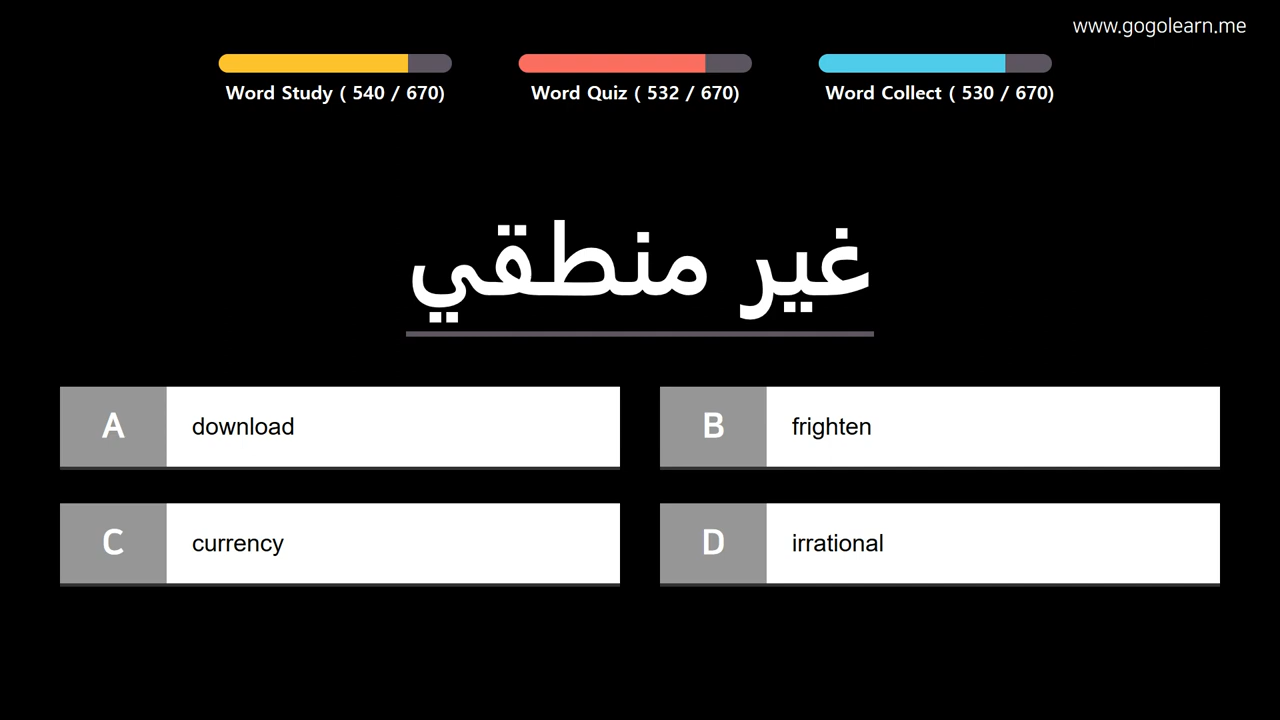 www.gogolearn.me
Word Study ( 540 / 670)
Word Quiz ( 532 / 670)
Word Collect ( 530 / 670)
غير منطقي
A download
B frighten
C currency
D irrational